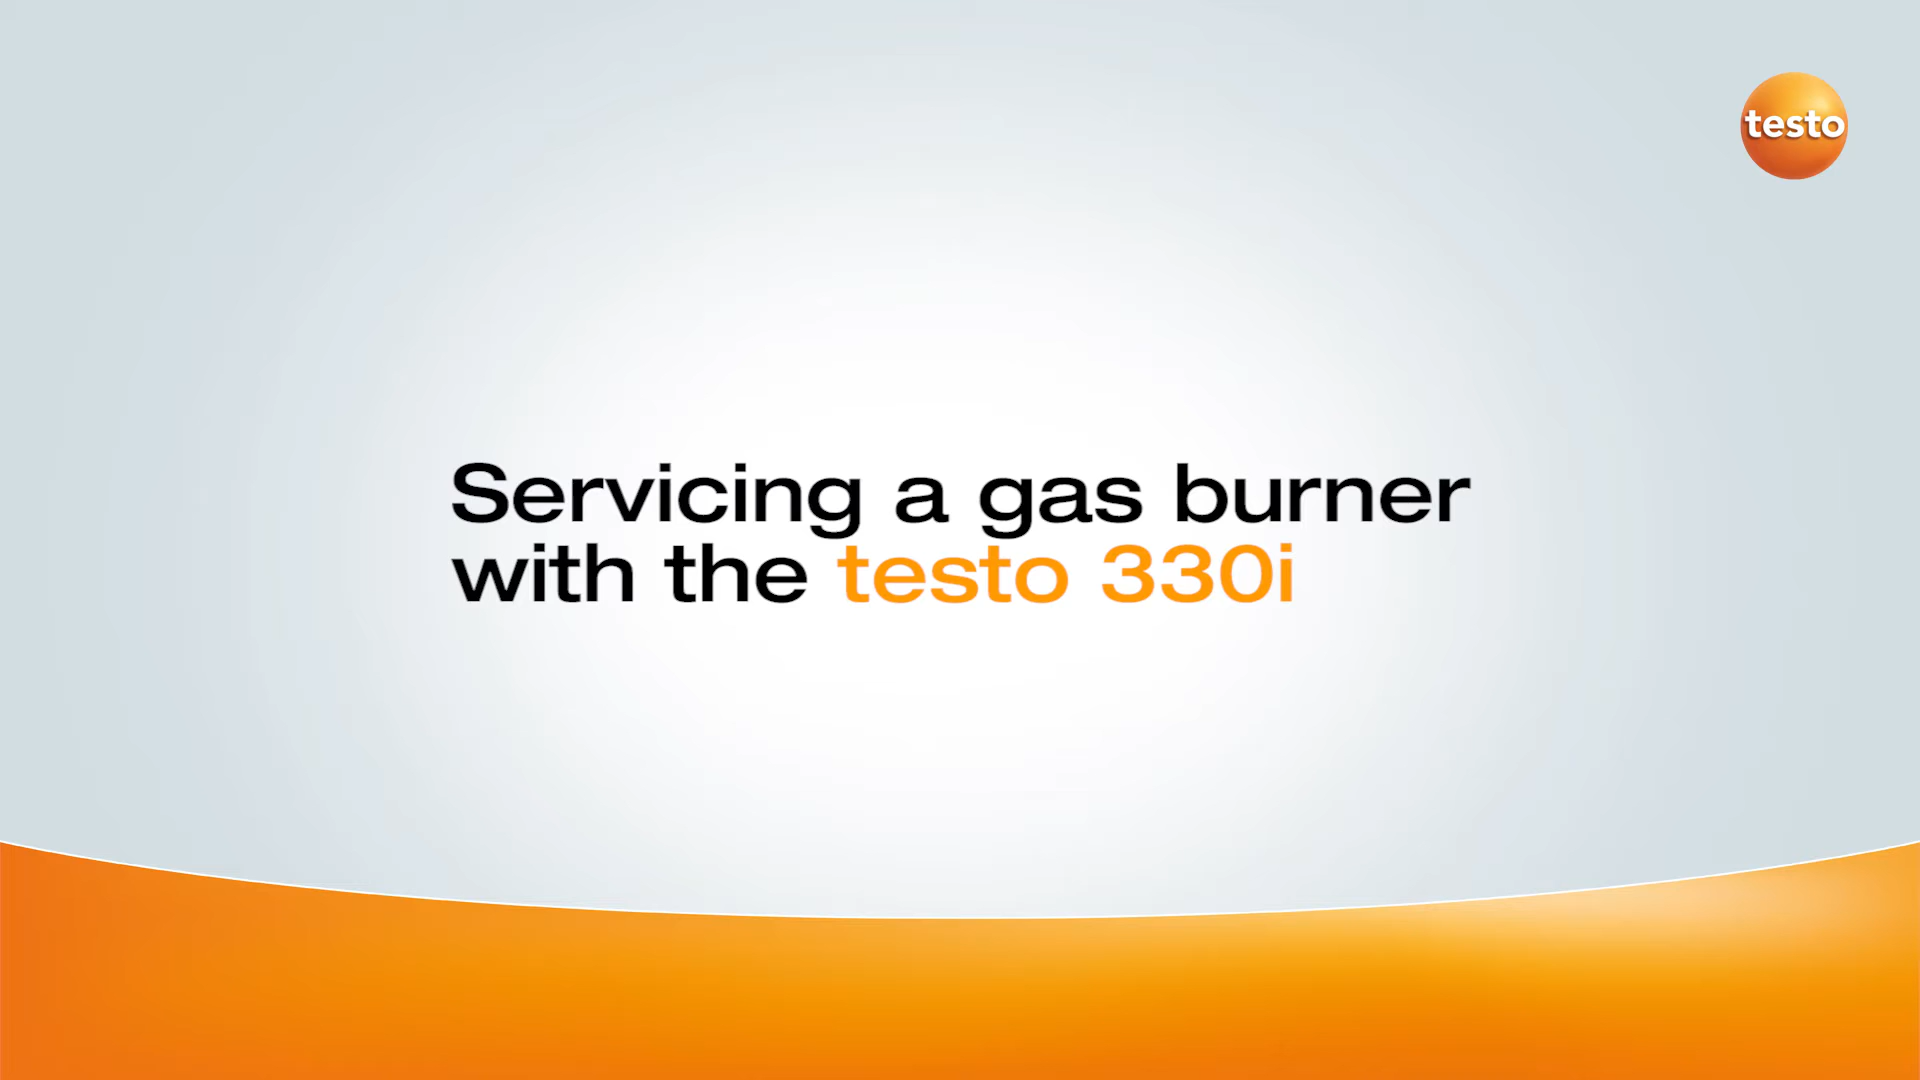 testo
Servicing a gas burner
with the testo 330i